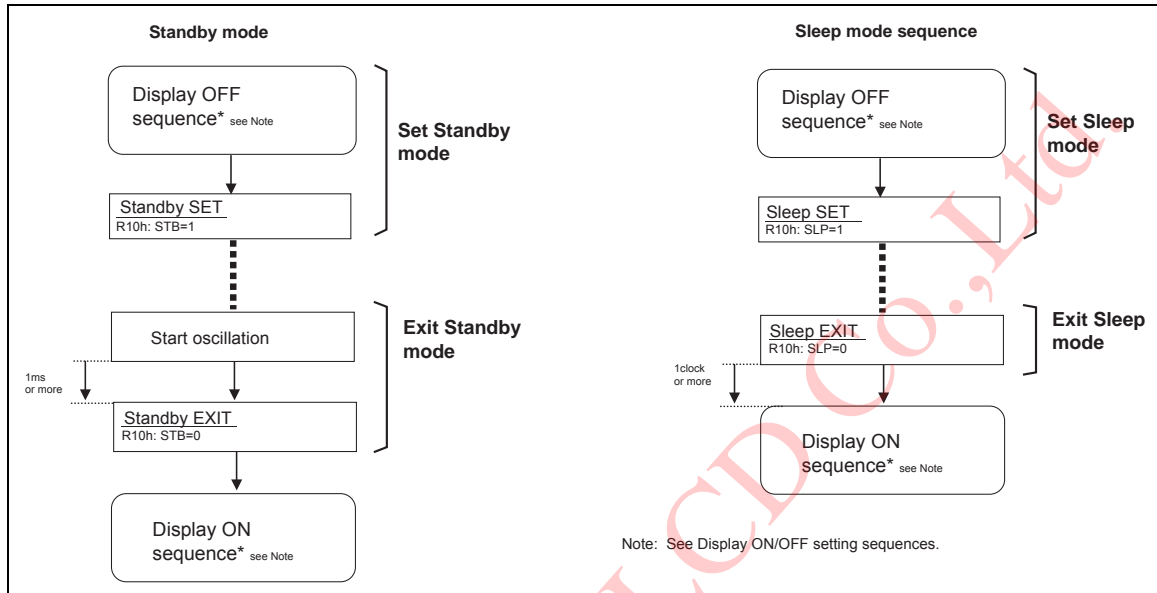 Standby mode
Display OFF
sequence* see Note
Set Standby
mode
Standby SET
R10h: STB=1
Start oscillation
Exit Standby
mode
1ms
or more
Standby EXIT
R10h: STB=0
Display ON
sequence* see Note
Sleep mode sequence
Display OFF
sequence* see Note
Set Sleep
mode
Sleep SET
R10h: SLP=1
Sleep EXIT
R10h: SLP=0
Exit Sleep
mode
1clock
or more
Display ON
sequence* see Note
Note: See Display ON/OFF setting sequences.
LCD Co.,Ltd.